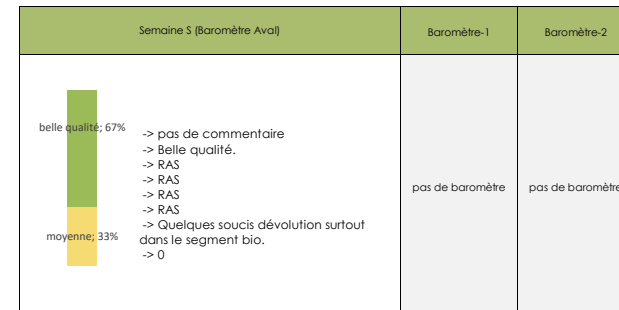 Semaine S (Baromètre Aval)
Baromètre-1
Baromètre-2
belle qualité; 67%
moyenne; 33%
-> pas de commentaire
-> Belle qualité.
-> RAS
-> RAS
-> RAS
-> RAS
-> Quelques soucis dévolution surtout
dans le segment bio.
-> 0
pas de baromètre
pas de baromètre